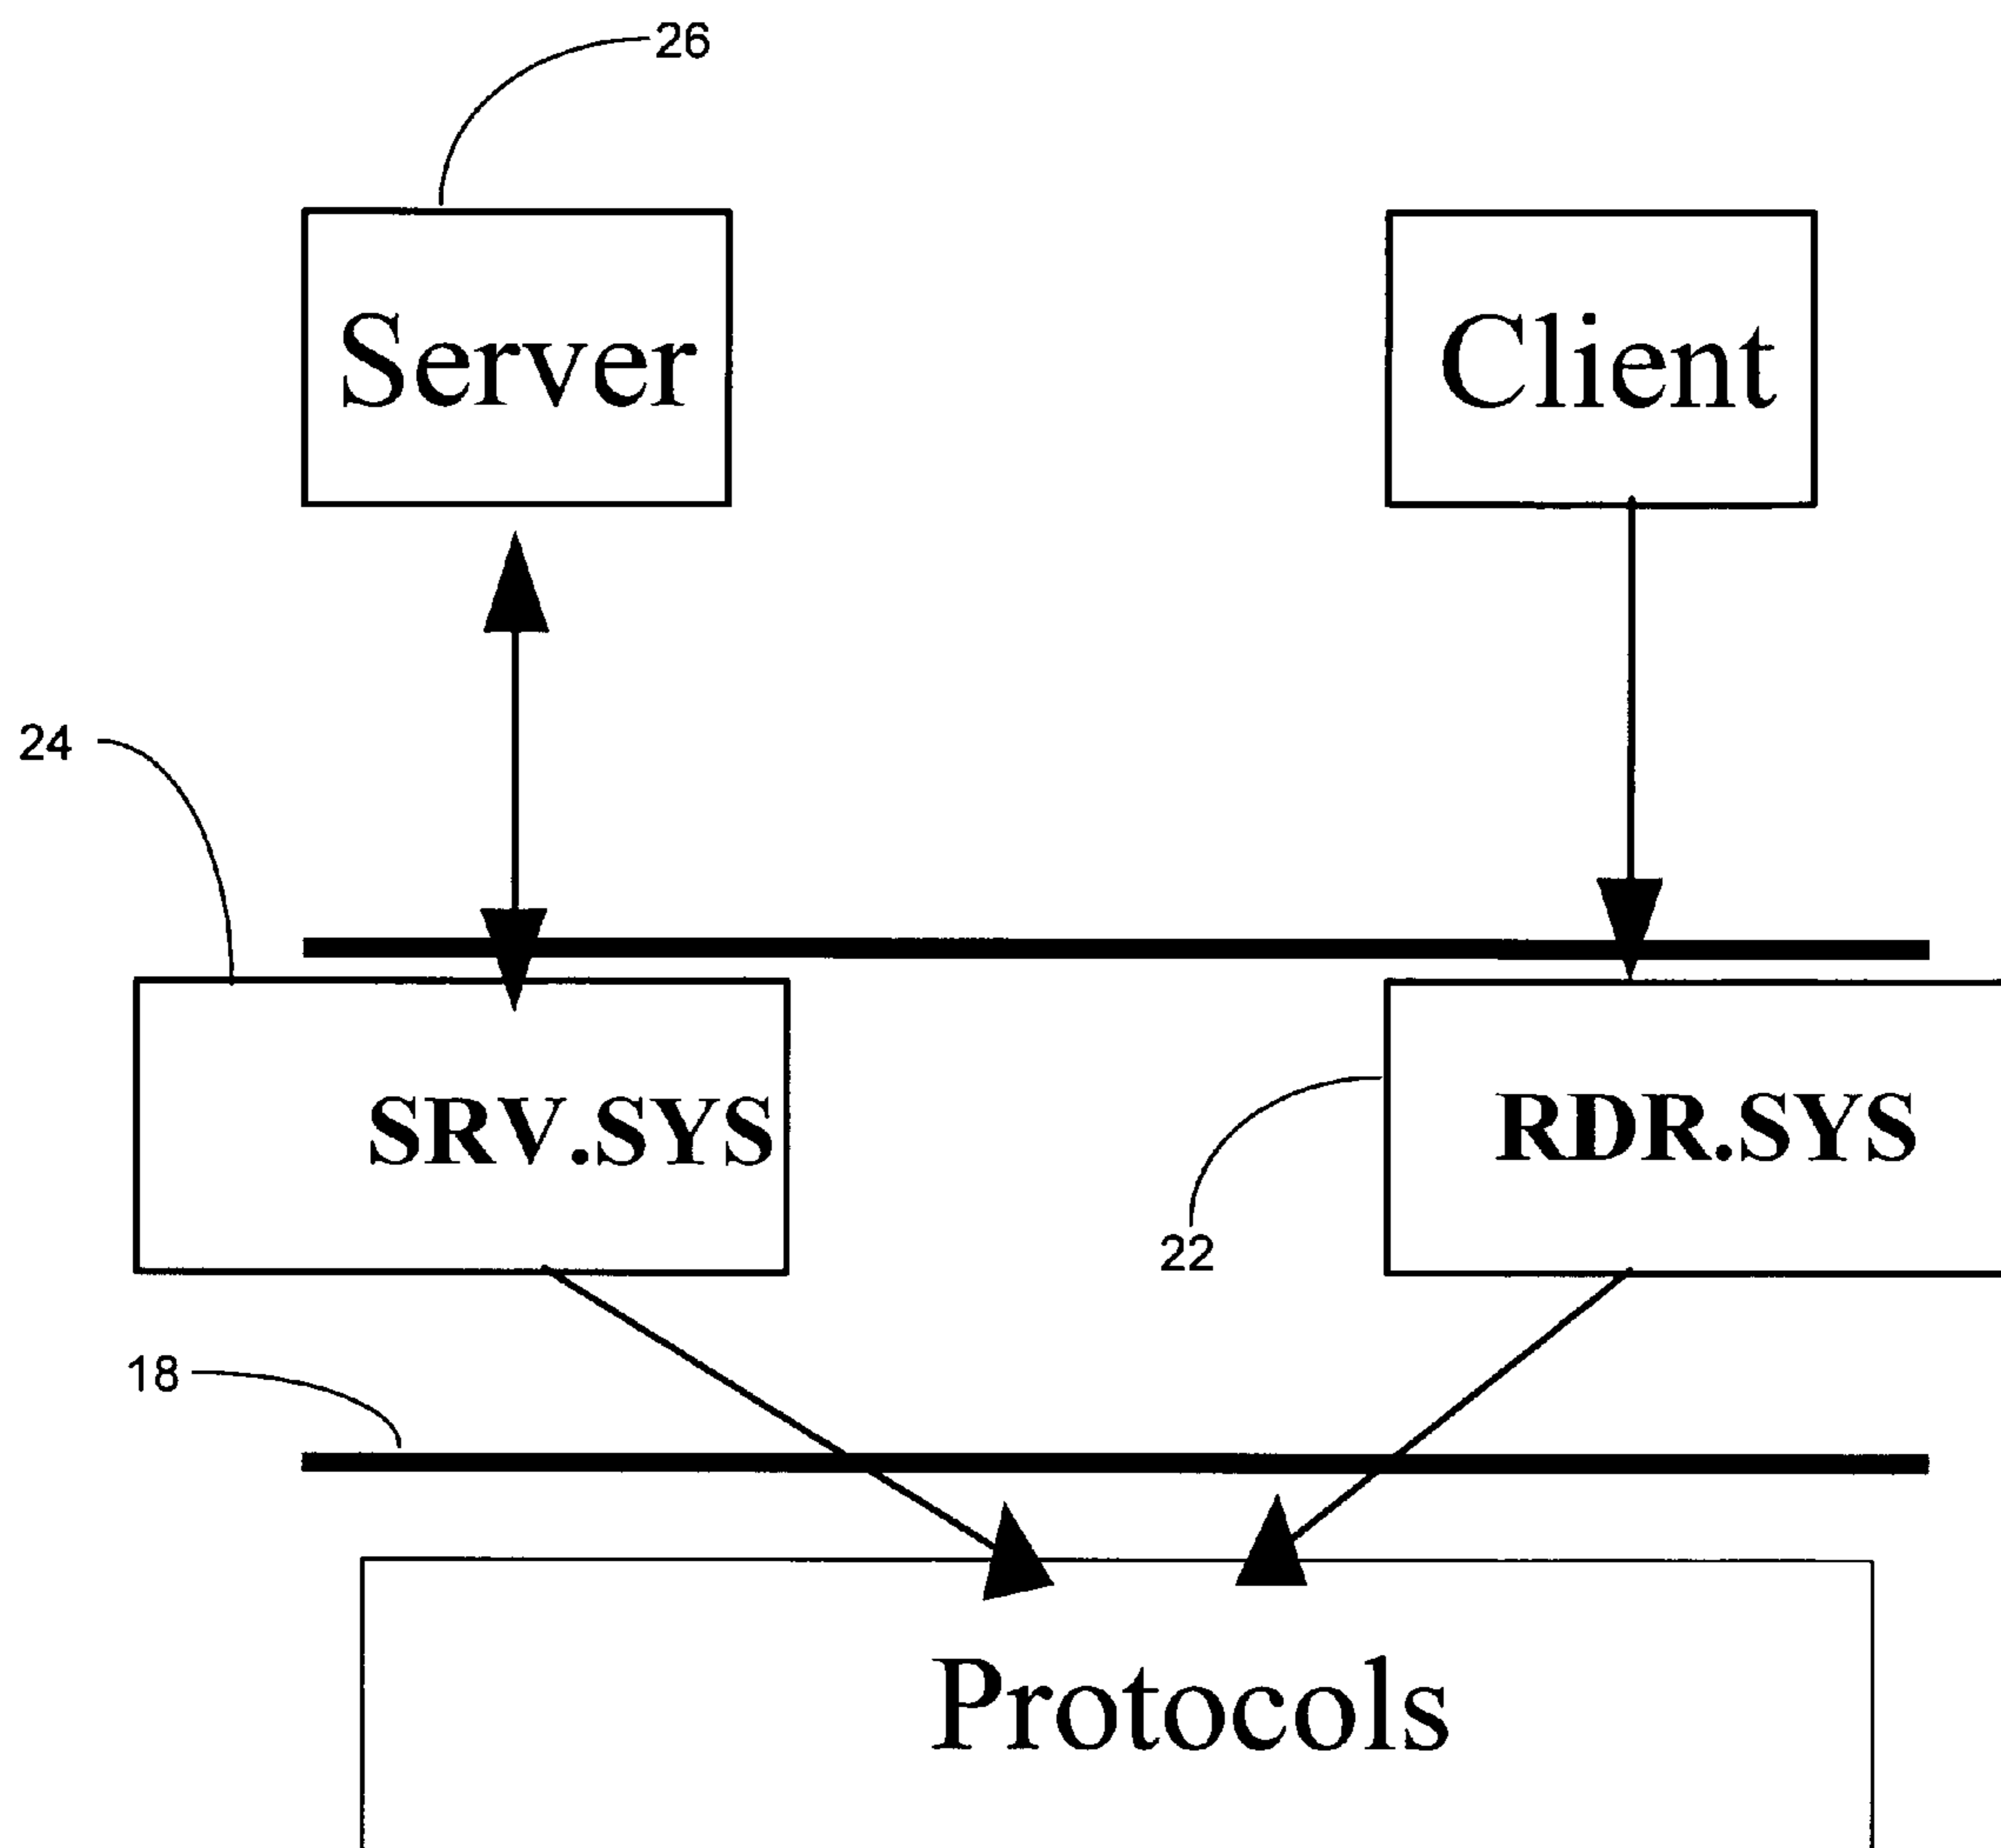 26
Server
Client
24
SRV.SYS
RDR.SYS
22
18
Protocols